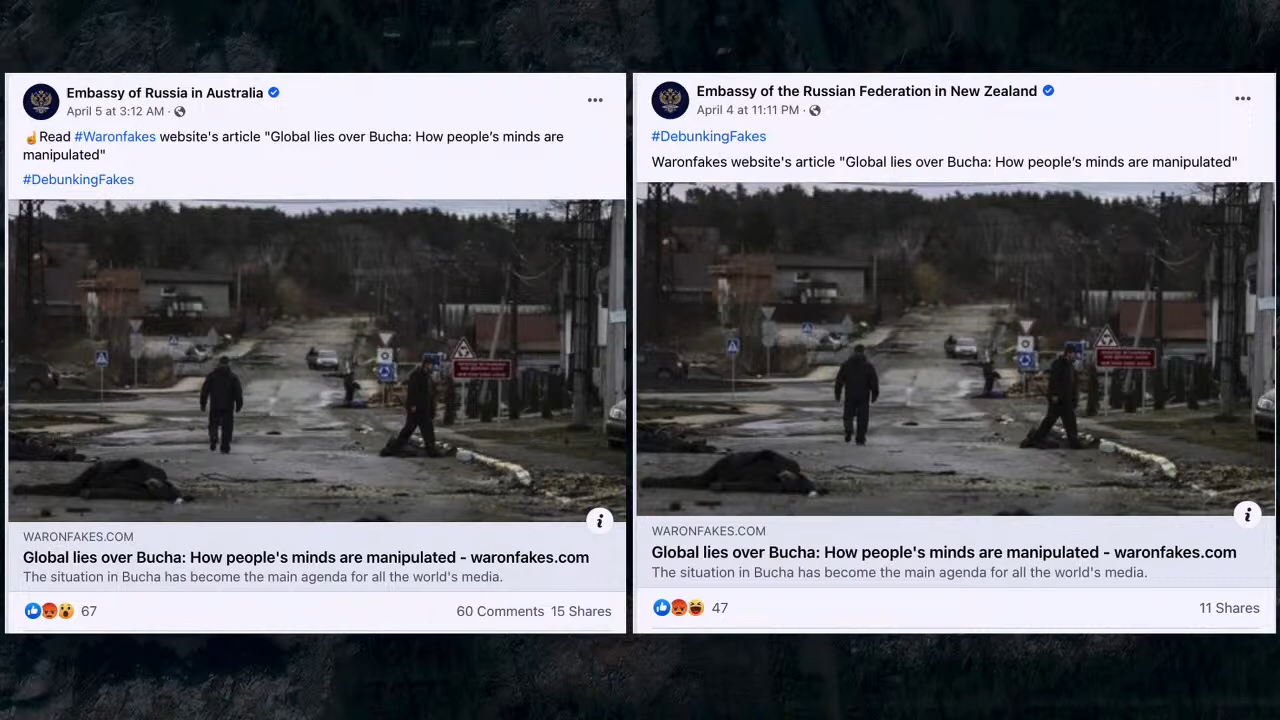 Embassy of Russia in Australia
April 5 at 3:12 AM ·
☝️Read #Waronfakes website's article "Global lies over Bucha: How people's minds are
manipulated"
#DebunkingFakes
WARONFAKES.COM
Global lies over Bucha: How people's minds are manipulated - waronfakes.com
The situation in Bucha has become the main agenda for all the world's media.
67
60 Comments 15 Shares
Embassy of the Russian Federation in New Zealand
April 4 at 11:11 PM ·
#DebunkingFakes
Waronfakes website's article "Global lies over Bucha: How people's minds are manipulated"
WARONFAKES.COM
Global lies over Bucha: How people's minds are manipulated - waronfakes.com
The situation in Bucha has become the main agenda for all the world's media.
47
11 Shares